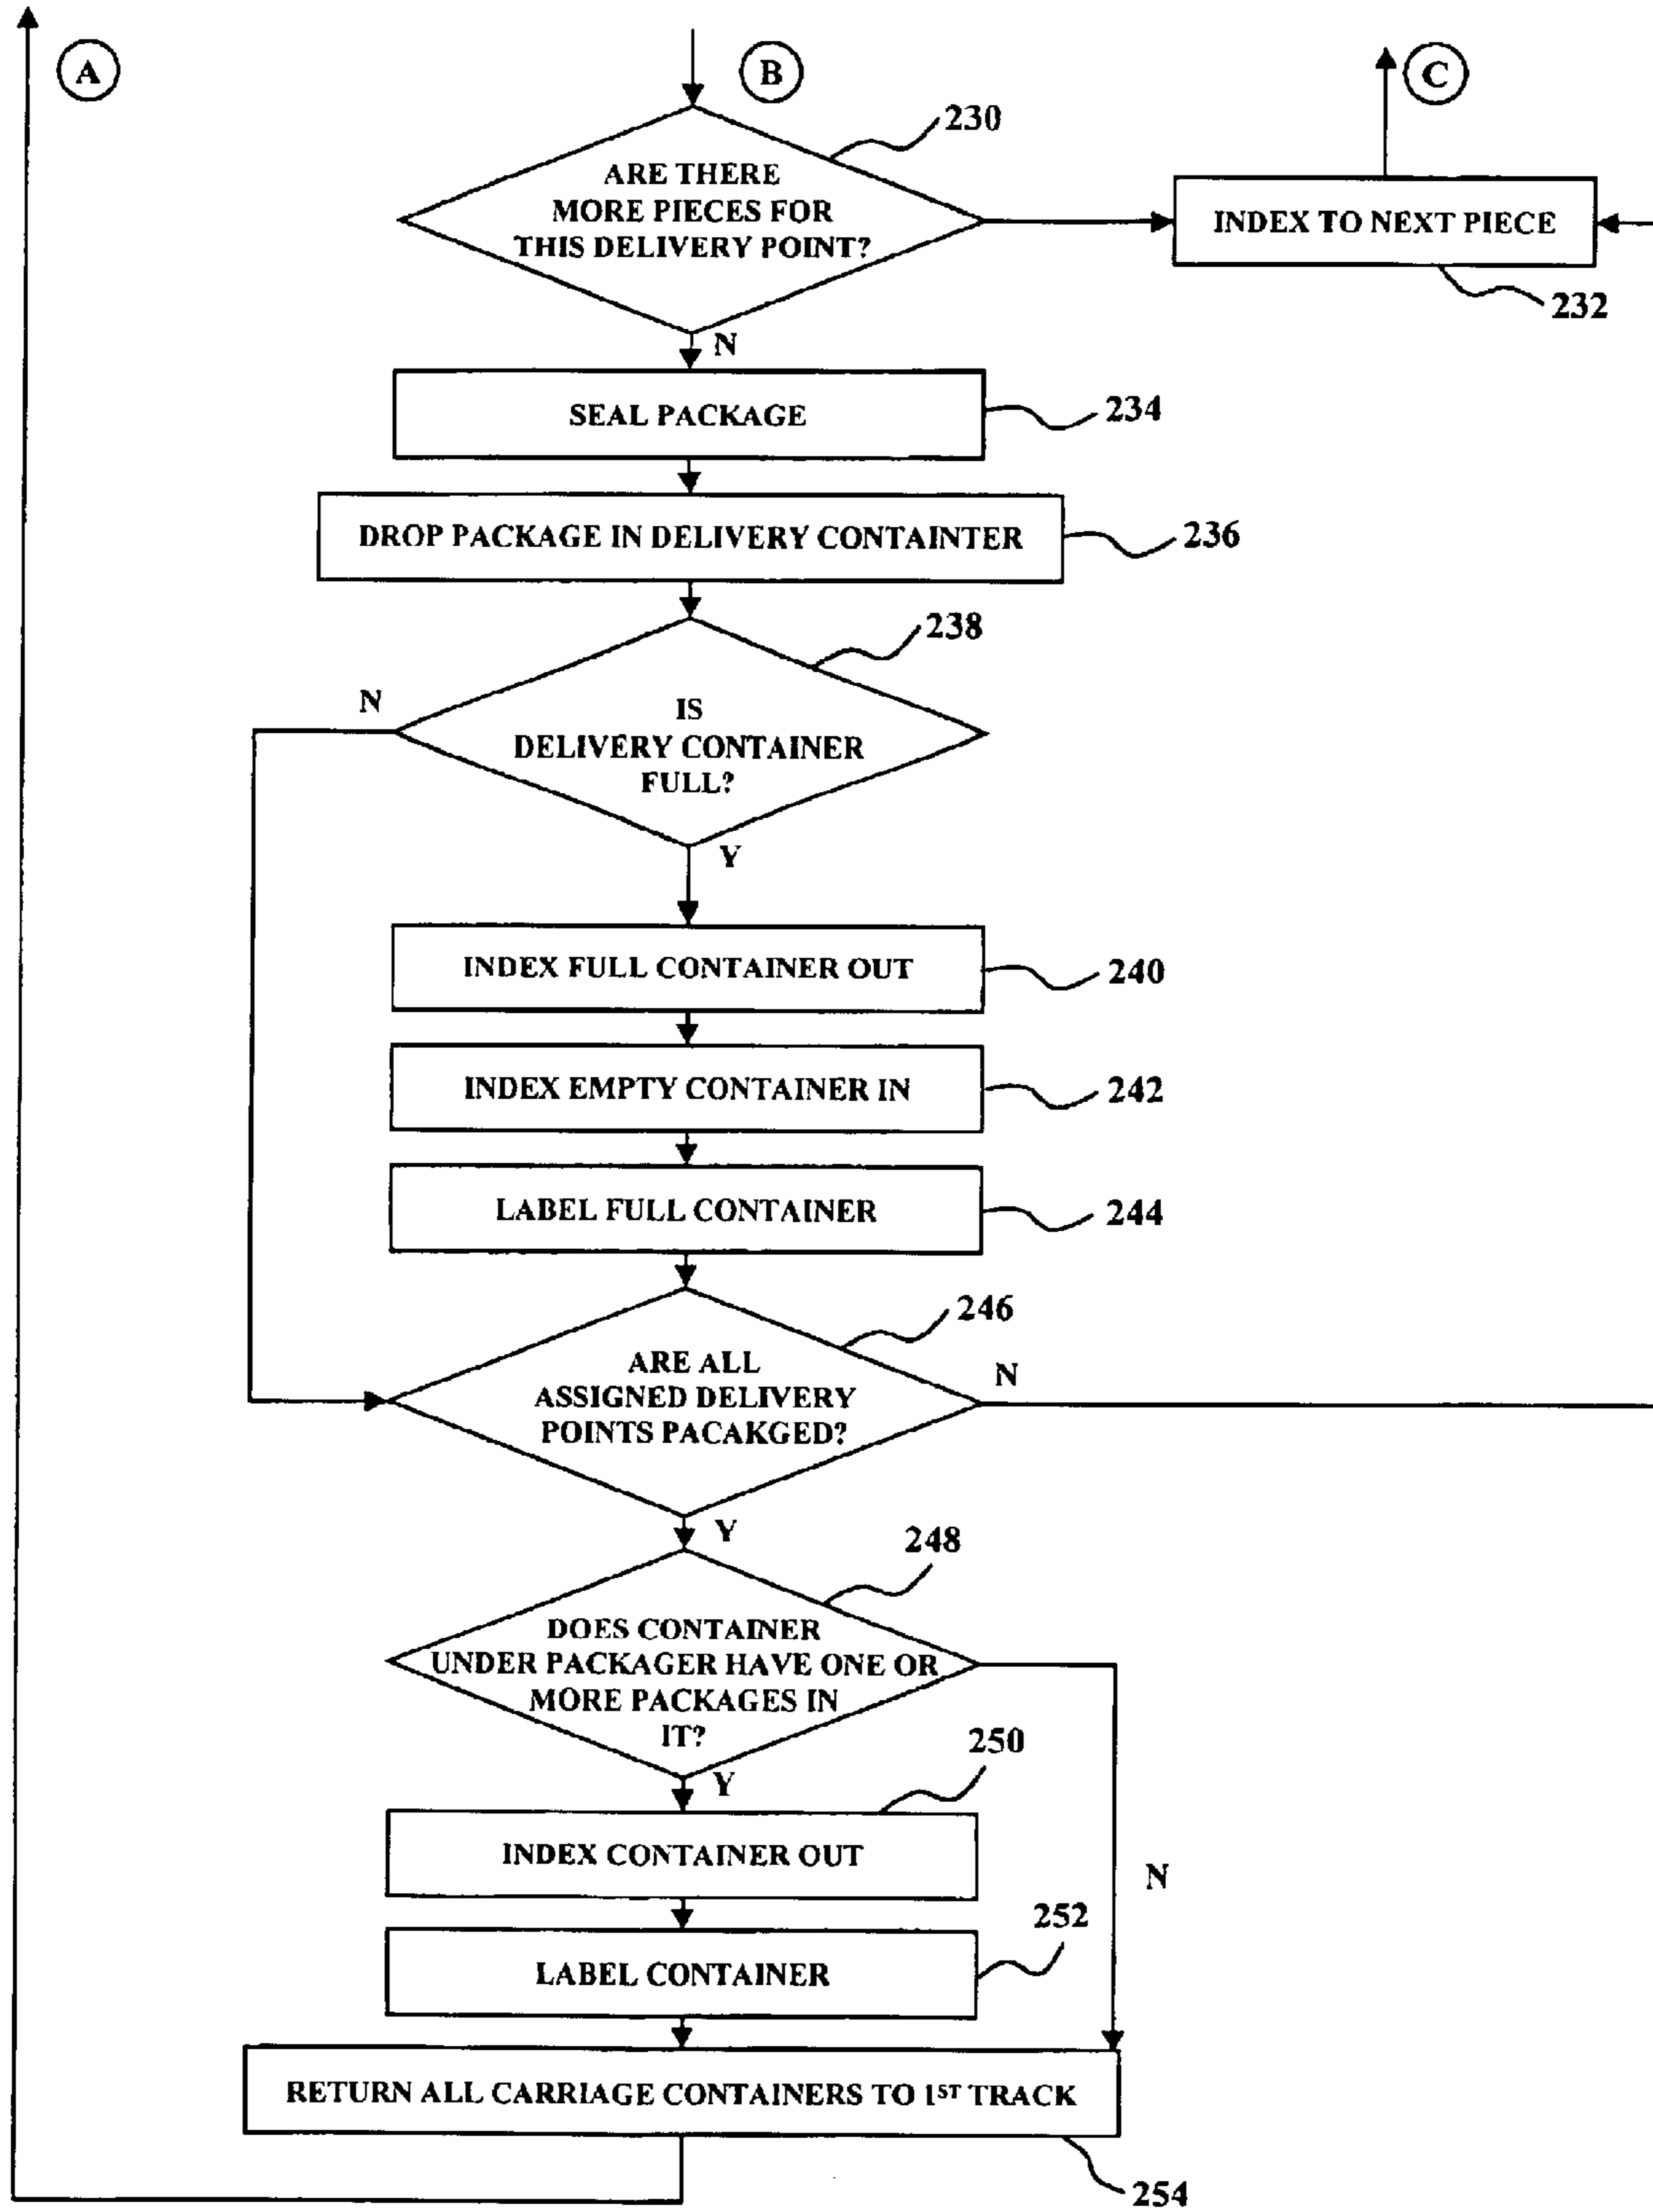 A
B
C
230
ARE THERE
MORE PIECES FOR
THIS DELIVERY POINT?
INDEX TO NEXT PIECE
232
N
SEAL PACKAGE
234
DROP PACKAGE IN DELIVERY CONTAINTER
236
238
N
IS
DELIVERY CONTAINER
FULL?
Y
INDEX FULL CONTAINER OUT
240
INDEX EMPTY CONTAINER IN
242
LABEL FULL CONTAINER
244
246
ARE ALL
ASSIGNED DELIVERY
POINTS PACAKGED?
N
Y
248
DOES CONTAINER
UNDER PACKAGER HAVE ONE OR
MORE PACKAGES IN
IT?
250
Y
INDEX CONTAINER OUT
N
252
LABEL CONTAINER
RETURN ALL CARRIAGE CONTAINERS TO 1ST TRACK
254